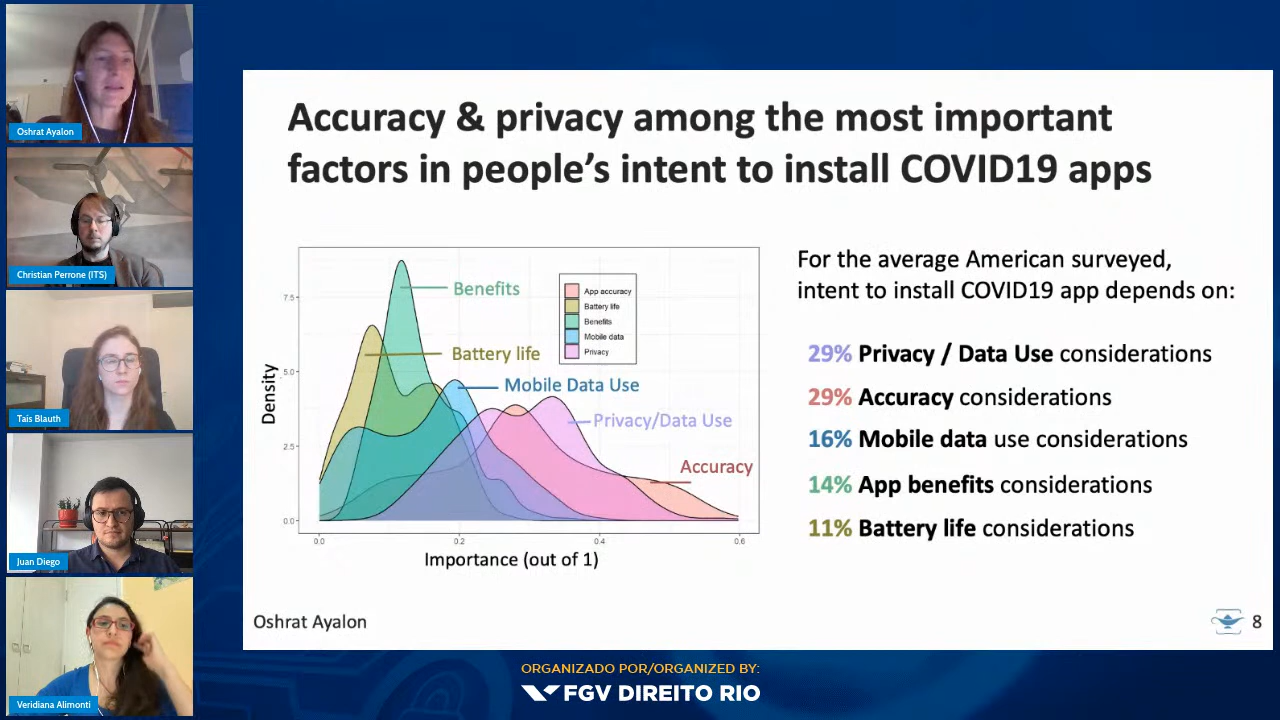 Oshrat Ayalon
Christian Perrone (ITS)
Tais Blauth
Juan Diego
Veridiana Alimonti
Accuracy & privacy among the most important
factors in people's intent to install COVID19 apps
Density
7.5
5.0
2.5
0.0
0.0
0.2
0.4
0.6
Importance (out of 1)
Benefits
Battery life
Mobile Data Use
Privacy/Data Use
Accuracy
App accuracy
Battery life
Benefits
Mobile data
Privacy
For the average American surveyed,
intent to install COVID19 app depends on:
29% Privacy / Data Use considerations
29% Accuracy considerations
16% Mobile data use considerations
14% App benefits considerations
11% Battery life considerations
Oshrat Ayalon
8
ORGANIZADO POR/ORGANIZED BY:
FGV DIREITO RIO